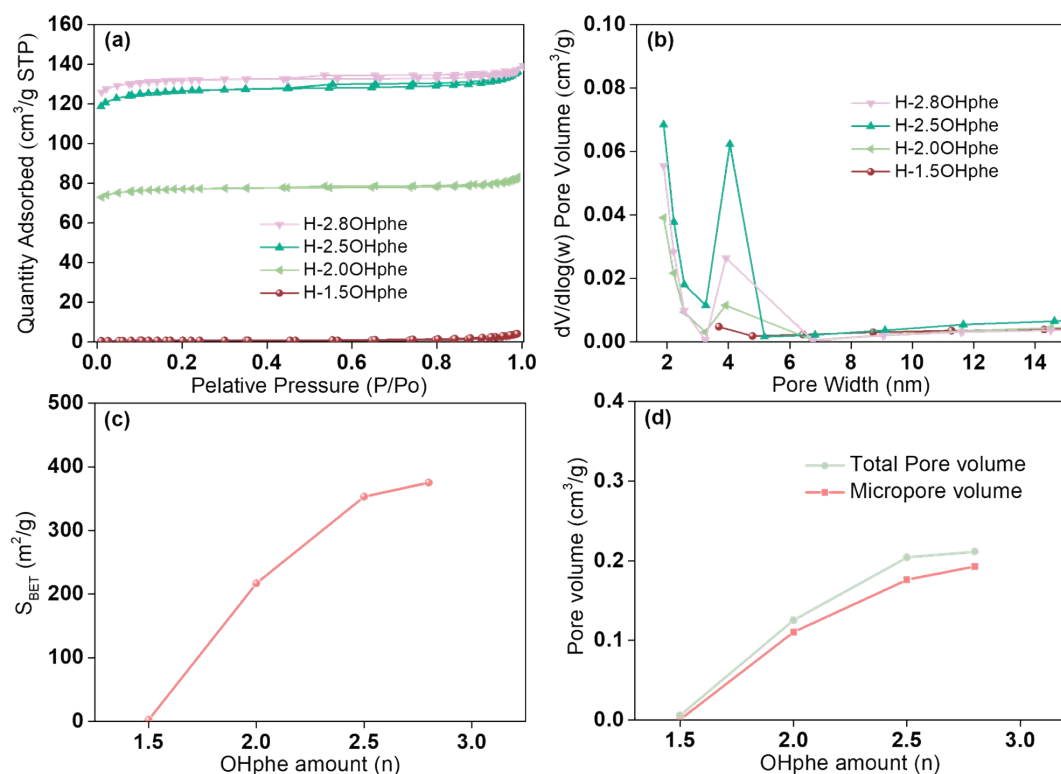 (a)
160
140
120
100
80
60
40
20
0
Quantity Adsorbed (cm³/g STP)
H-2.8OHphe
H-2.5OHphe
H-2.0OHphe
H-1.5OHphe
0.0 0.2 0.4 0.6 0.8 1.0
Pelative Pressure (P/Po)
(b)
0.10
0.08
0.06
0.04
0.02
0.00
dV/dlog(w) Pore Volume (cm³/g)
H-2.8OHphe
H-2.5OHphe
H-2.0OHphe
H-1.5OHphe
2 4 6 8 10 12 14
Pore Width (nm)
(c)
500
400
300
200
100
0
S_BET (m²/g)
1.5 2.0 2.5 3.0
OHphe amount (n)
(d)
0.4
0.3
0.2
0.1
0.0
Pore volume (cm³/g)
Total Pore volume
Micropore volume
1.5 2.0 2.5 3.0
OHphe amount (n)